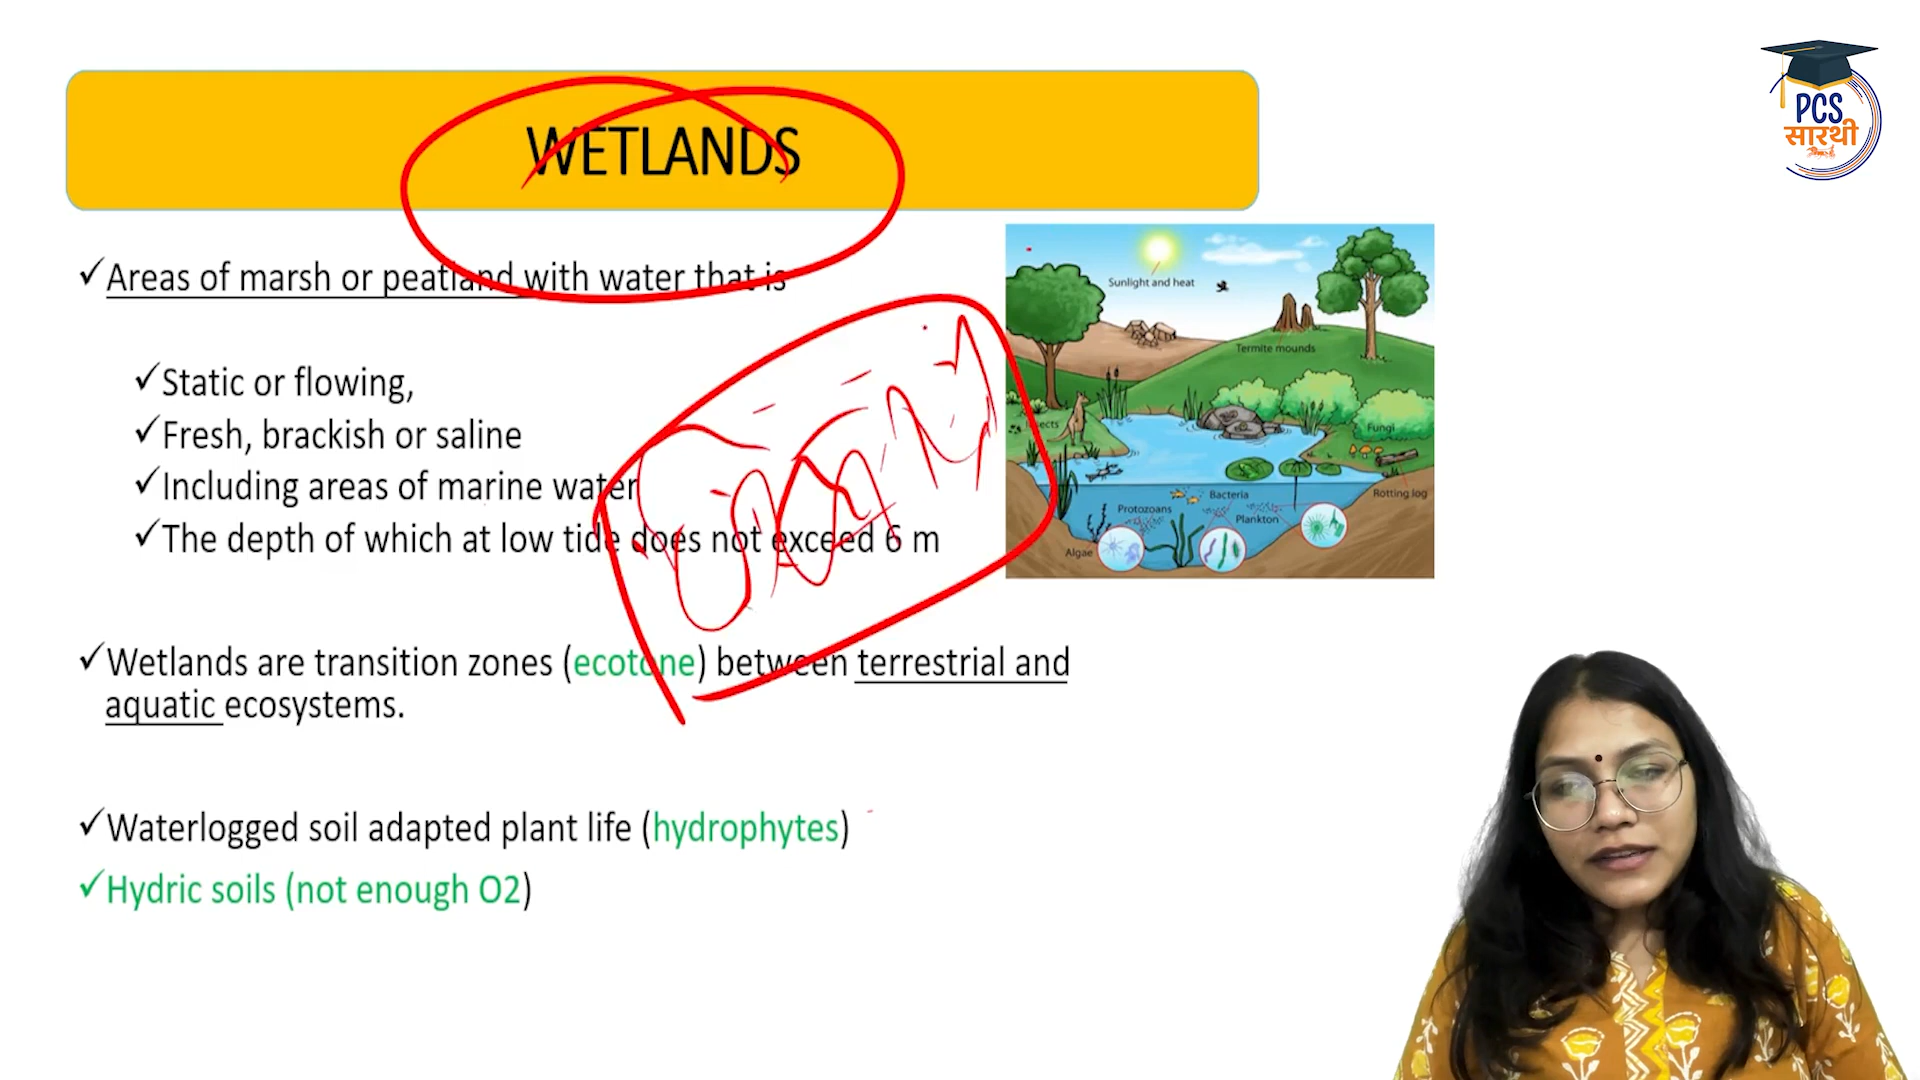 PCS
सारथी
WETLANDS
✓Areas of marsh or peatland with water that is
✓Static or flowing,
✓Fresh, brackish or saline
✓Including areas of marine water
✓The depth of which at low tide does not exceed 6 m
Sunlight and heat
Termite mounds
Insects
Fungi
Rotting log
Bacteria
Protozoans
Plankton
Algae
✓Wetlands are transition zones (ecotone) between terrestrial and
aquatic ecosystems.
✓Waterlogged soil adapted plant life (hydrophytes)
✓Hydric soils (not enough O2)